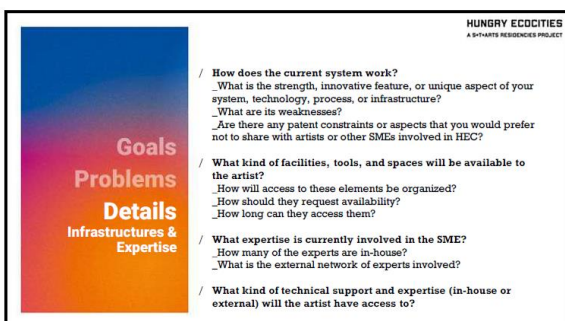 HUNGRY ECOCITIES
A S+T+ARTS RESIDENCIES PROJECT
Goals
Problems
Details
Infrastructures &
Expertise
/ How does the current system work?
_What is the strength, innovative feature, or unique aspect of your
system, technology, process, or infrastructure?
_What are its weaknesses?
_Are there any patent constraints or aspects that you would prefer
not to share with artists or other SMEs involved in HEC?
/ What kind of facilities, tools, and spaces will be available to
the artist?
_How will access to these elements be organized?
_How should they request availability?
_How long can they access them?
/ What expertise is currently involved in the SME?
_How many of the experts are in-house?
_What is the external network of experts involved?
/ What kind of technical support and expertise (in-house or
external) will the artist have access to?